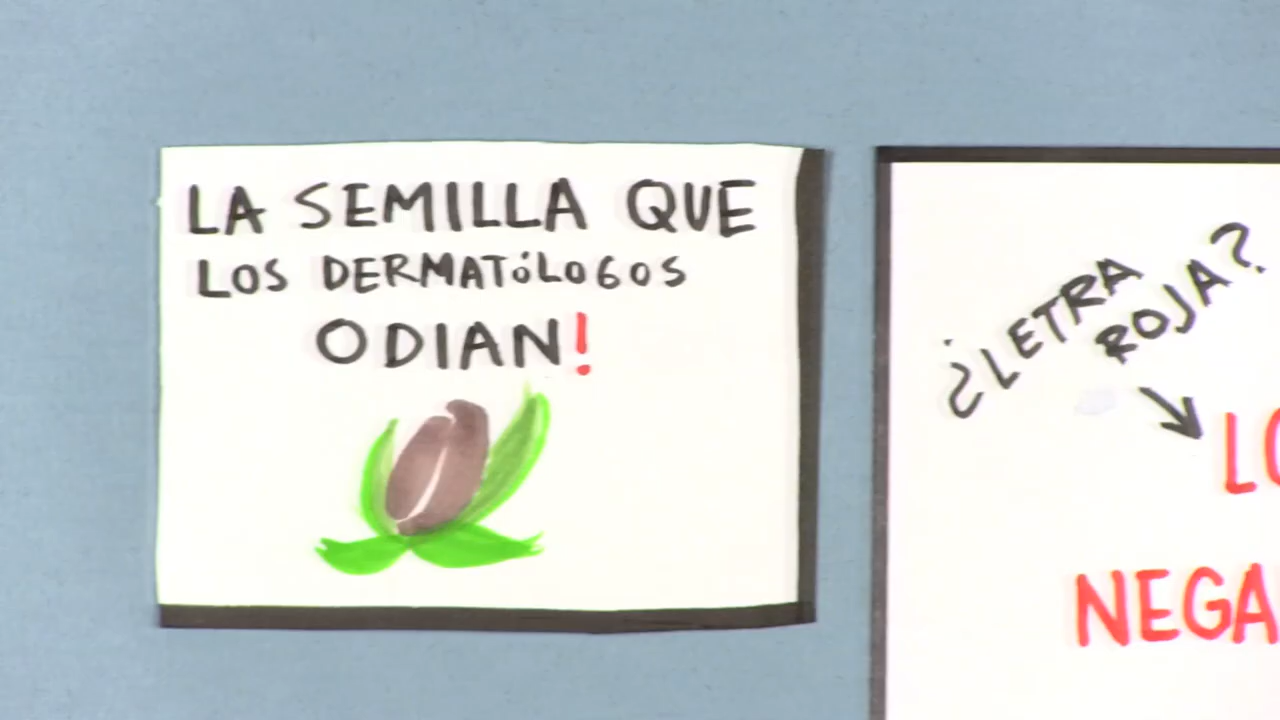 LA SEMILLA QUE
LOS DERMATÓLOGOS
ODIAN!
¿LETRA
ROJA?
NEGA